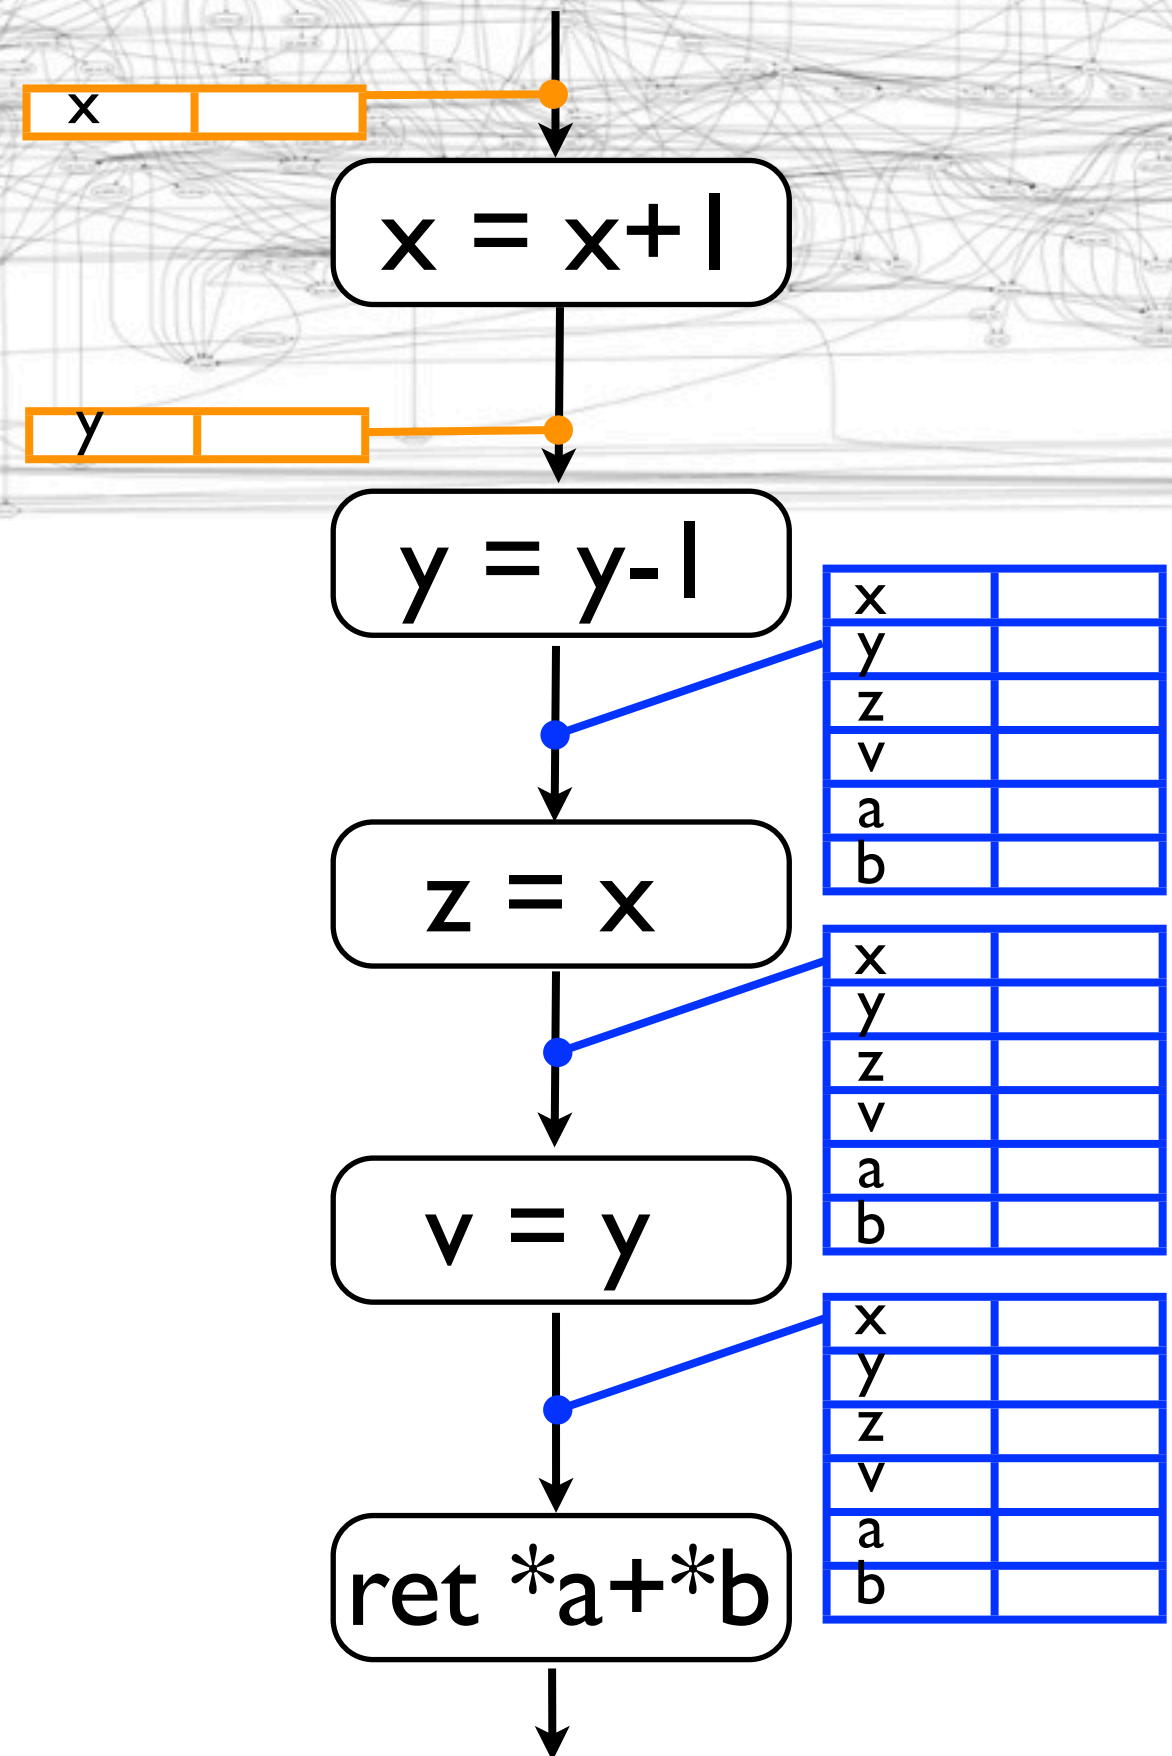 x
x = x+1
y
y = y-1
x
y
z
v
a
b
z = x
x
y
z
v
a
b
v = y
x
y
z
v
a
b
ret *a+*b